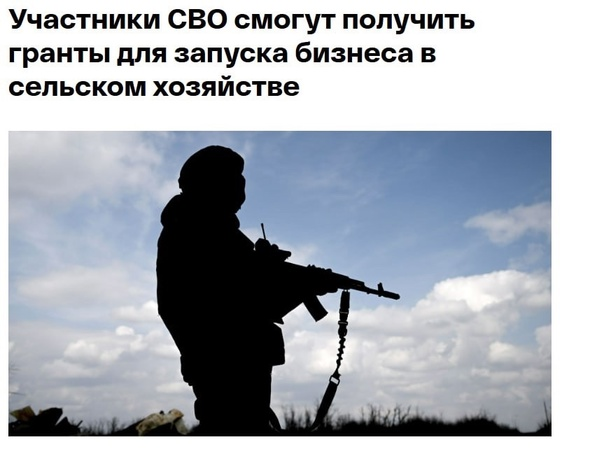 Участники СВО смогут получить
гранты для запуска бизнеса в
сельском хозяйстве